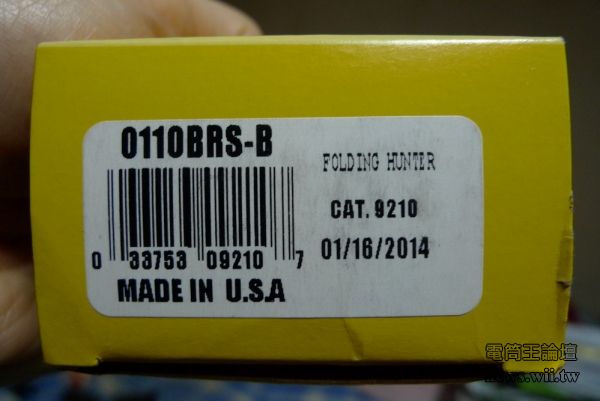 0110BRS-B
FOLDING HUNTER
CAT. 9210
0 33753 09210 7
01/16/2014
MADE IN U.S.A
電筒王論壇
news.wii.tw